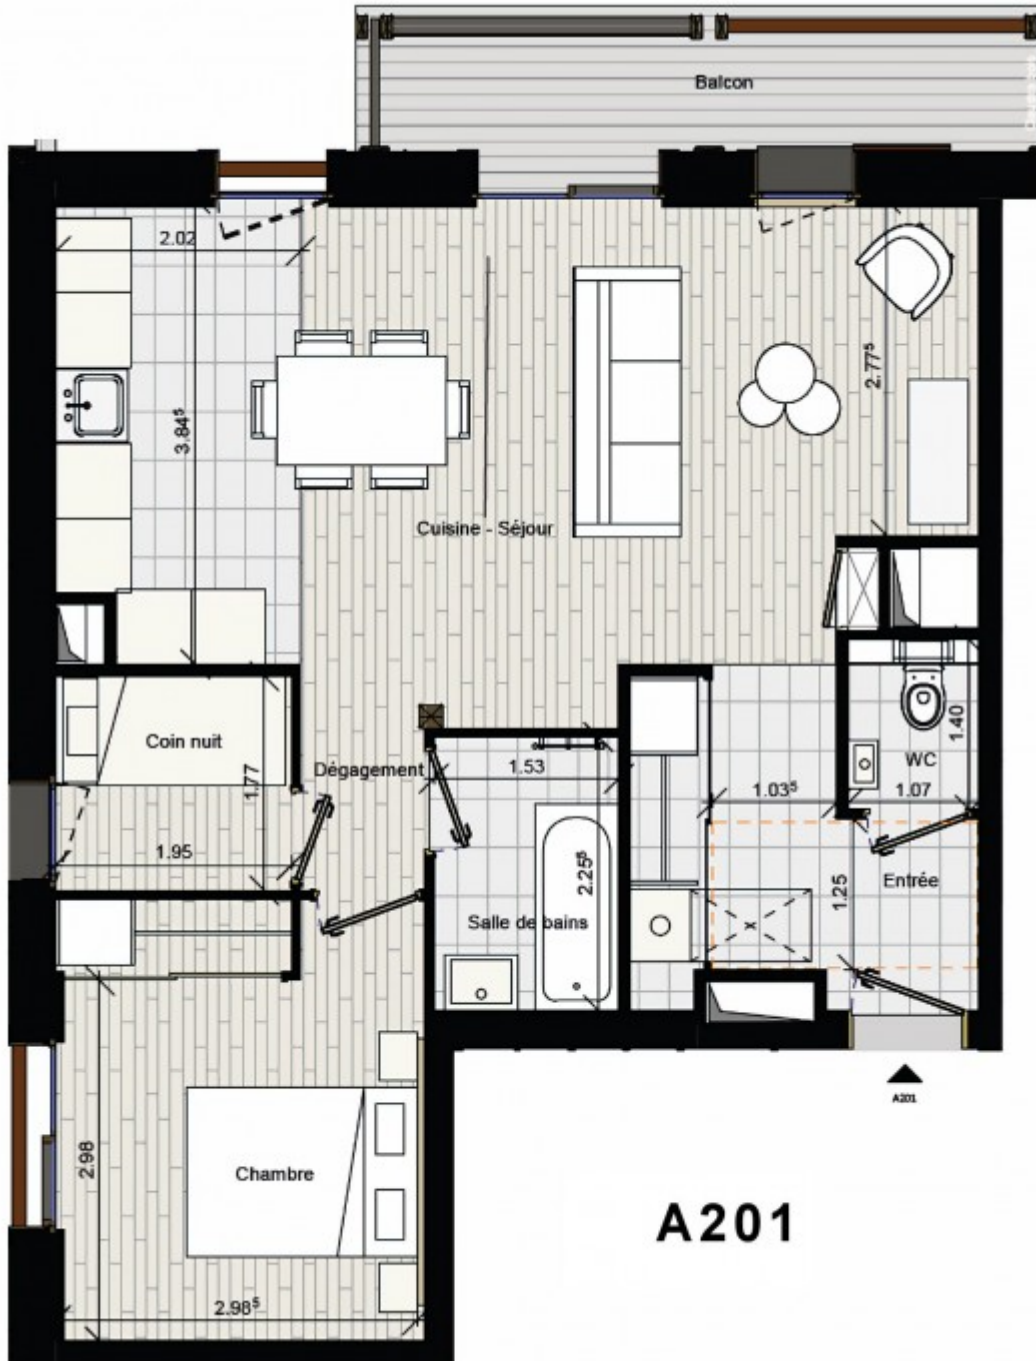 Balcon
2.02
3.84⁵
2.77⁵
Cuisine - Séjour
Coin nuit
1.77
1.95
Dégagement
1.53
2.25⁵
Salle de bains
1.03⁵
1.40
WC
1.07
1.25
Entrée
x
A201
2.98
Chambre
2.98⁵
A201